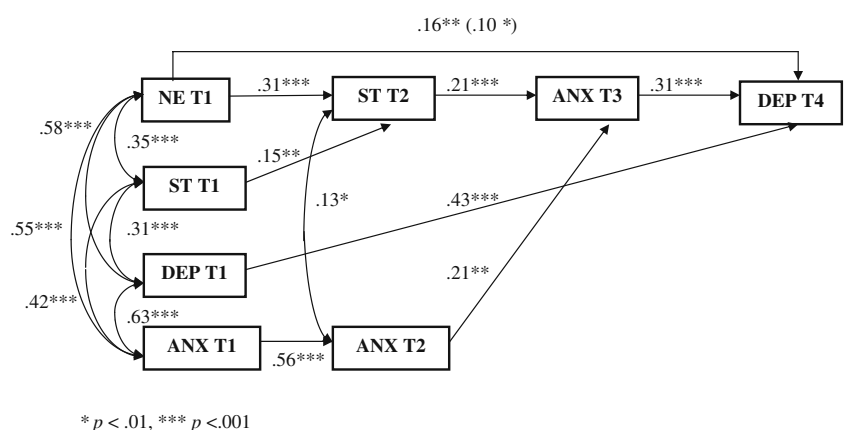 .16** (.10 *)
NE T1
.31***
ST T2
.21***
ANX T3
.31***
DEP T4
.58***
.35***
.15**
ST T1
.13*
.43***
.55***
.31***
DEP T1
.21**
.42***
.63***
ANX T1
.56***
ANX T2
* p < .01, *** p <.001